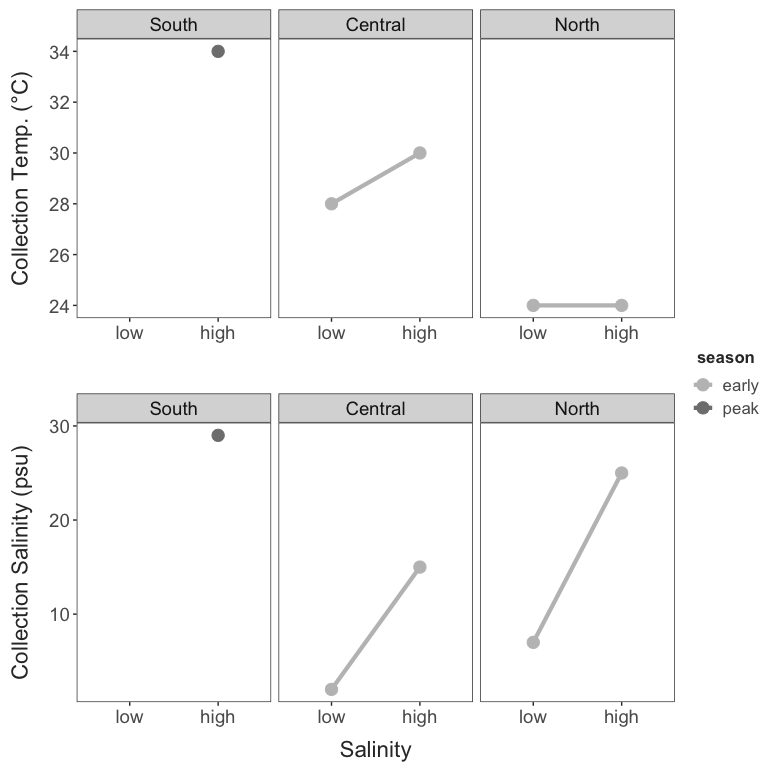 South Central North
Collection Temp. (°C)
34
32
30
28
26
24
low high low high low high
season
early
peak
South Central North
Collection Salinity (psu)
30
20
10
low high low high low high
Salinity